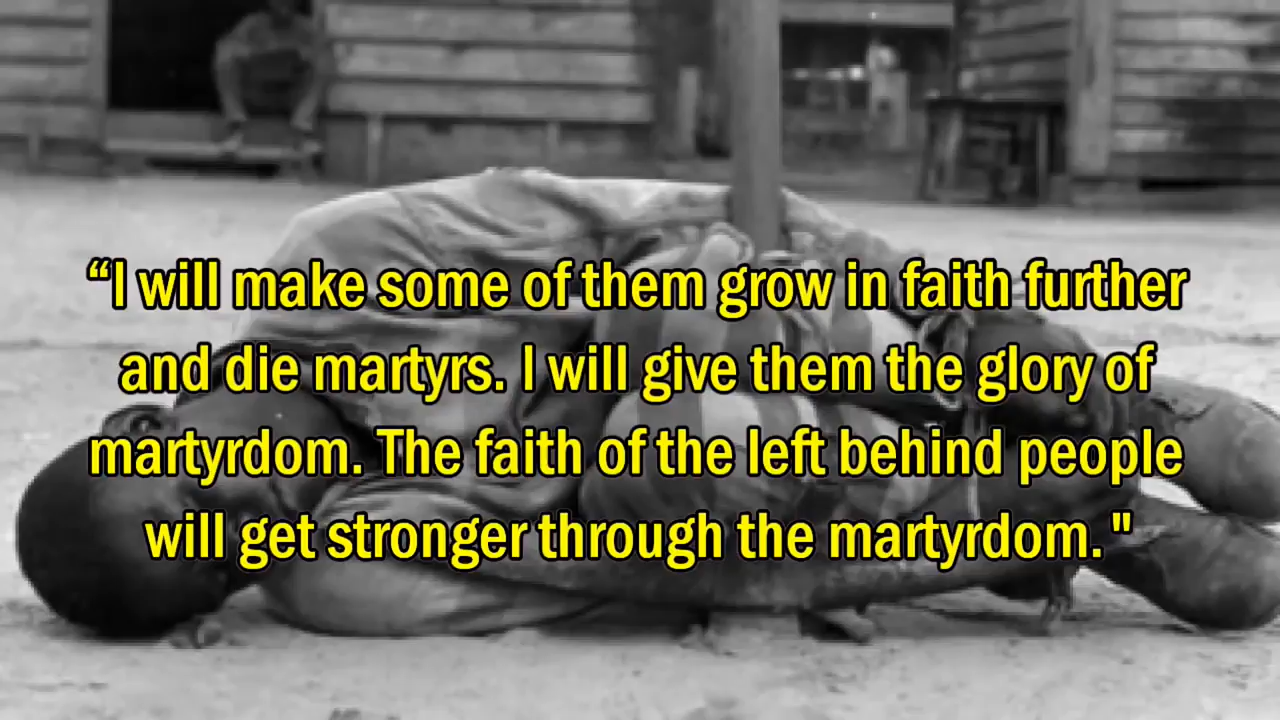 “I will make some of them grow in faith further
and die martyrs. I will give them the glory of
martyrdom. The faith of the left behind people
will get stronger through the martyrdom."